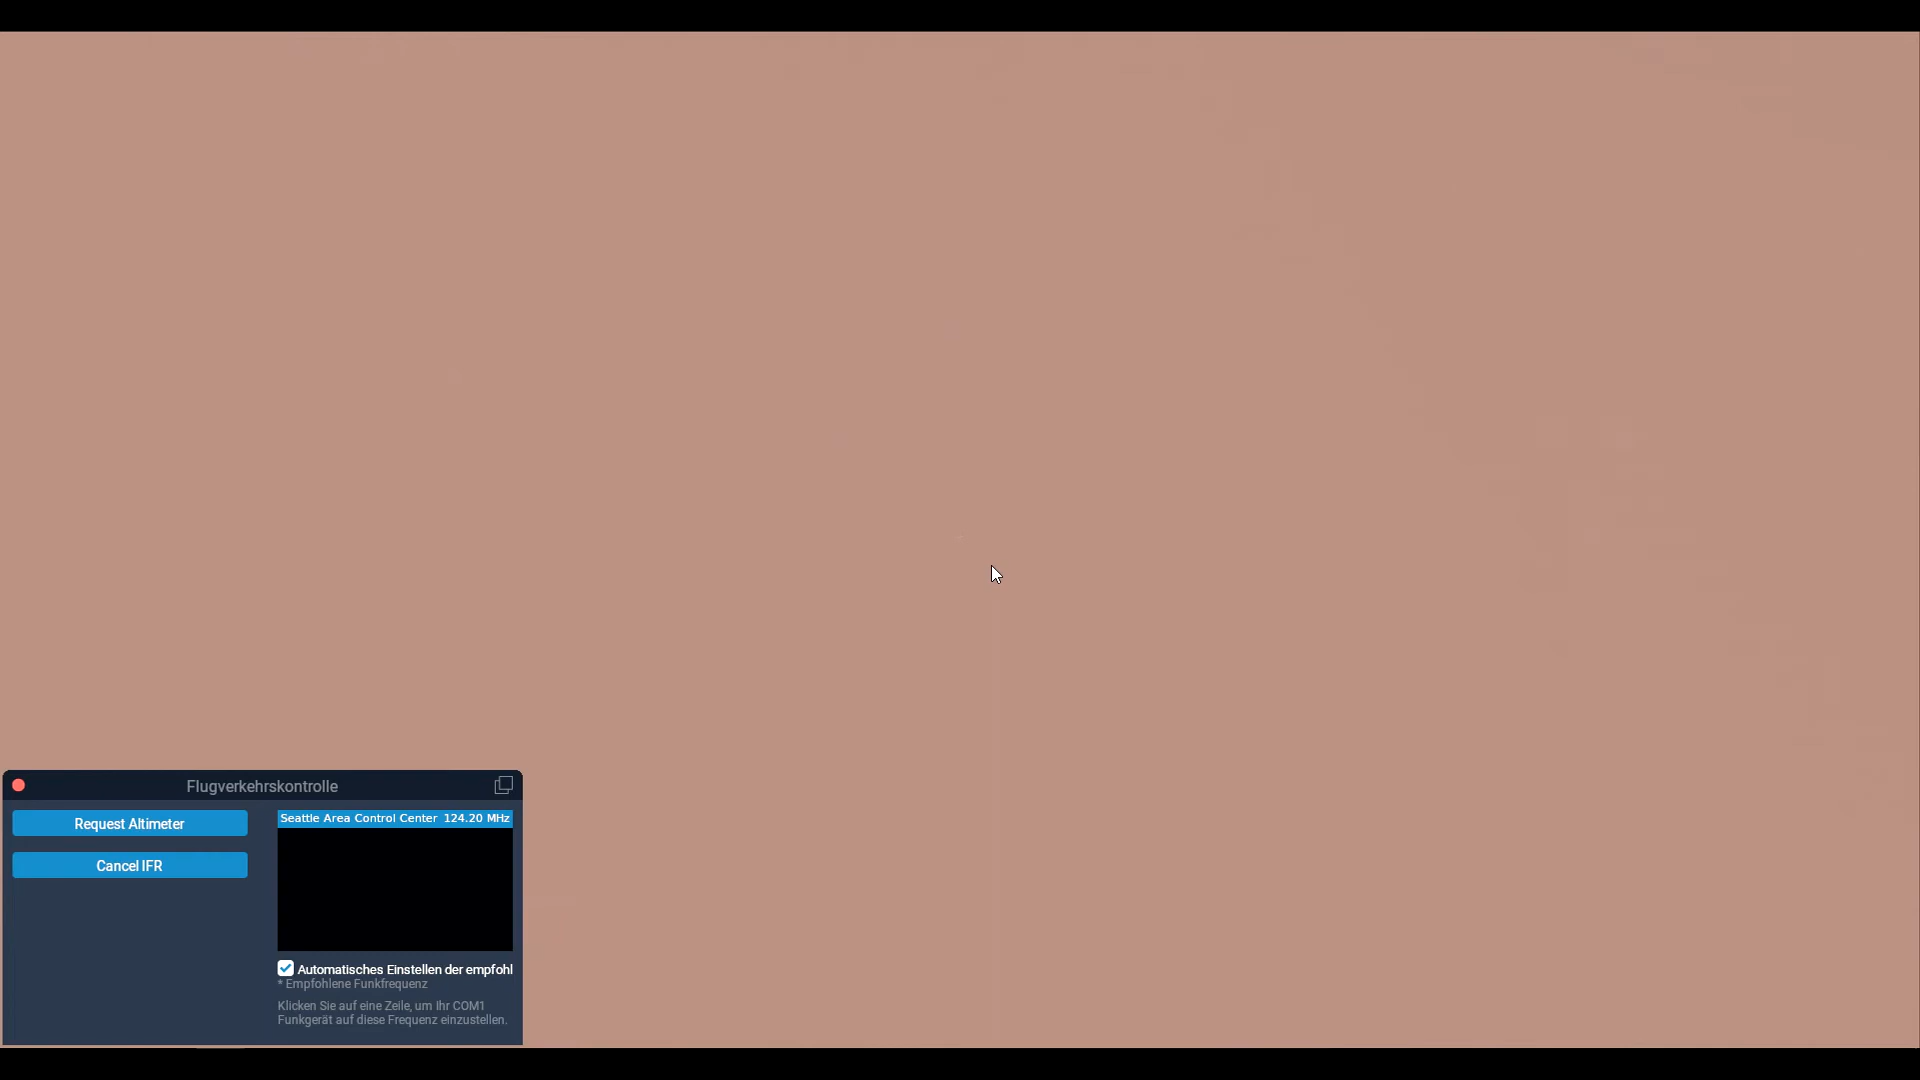 Flugverkehrskontrolle
Request Altimeter
Cancel IFR
Seattle Area Control Center 124.20 MHz
Automatisches Einstellen der empfohl
* Empfohlene Funkfrequenz
Klicken Sie auf eine Zeile, um Ihr COM1
Funkgerät auf diese Frequenz einzustellen.